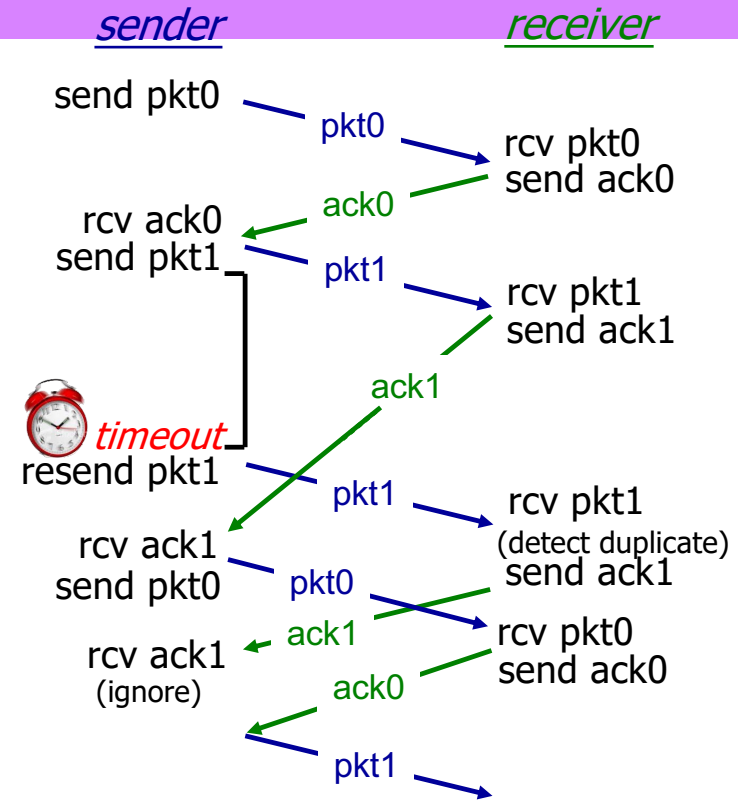 sender receiver
send pkt0
pkt0
rcv pkt0
send ack0
ack0
rcv ack0
send pkt1
pkt1
rcv pkt1
send ack1
ack1
timeout
resend pkt1
pkt1
rcv pkt1
(detect duplicate)
send ack1
rcv ack1
send pkt0
pkt0
ack1
rcv pkt0
send ack0
rcv ack1
(ignore)
ack0
pkt1